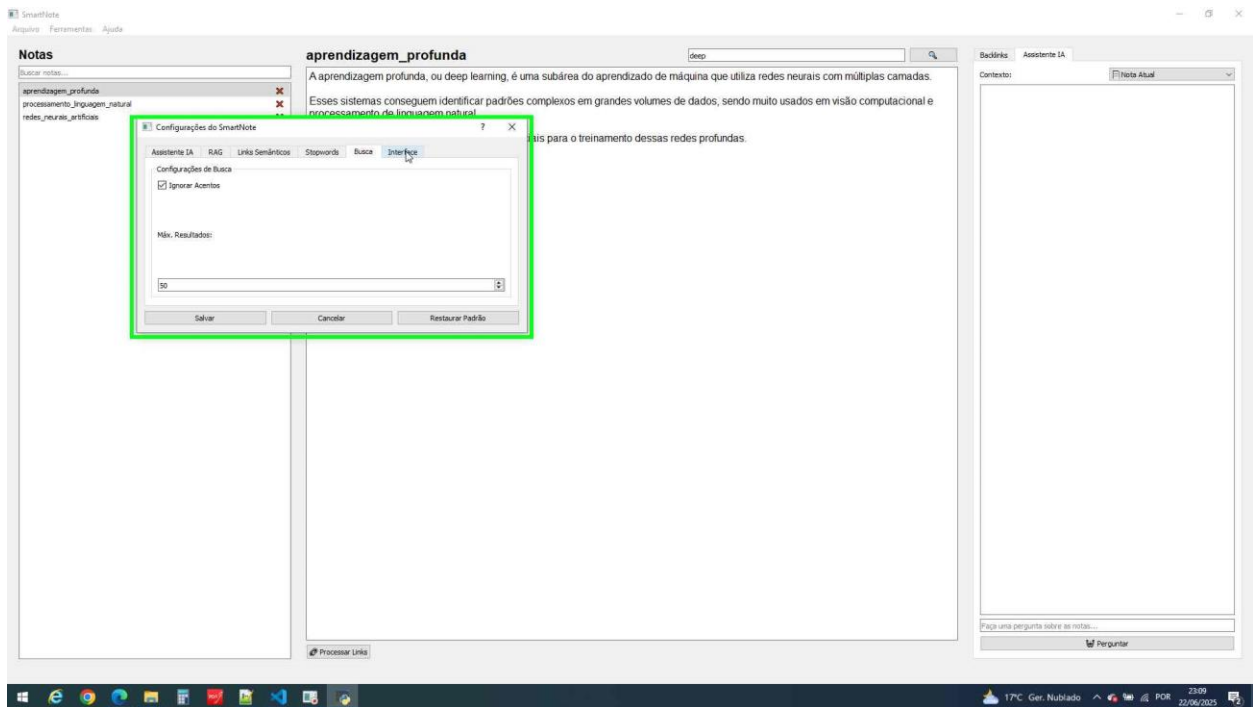 SmartNote
Arquivo Ferramentas Ajuda
Notas
Buscar notas...
aprendizagem_profunda
processamento_linguagem_natural
redes_neurais_artificiais
aprendizagem_profunda
deep
A aprendizagem profunda, ou deep learning, é uma subárea do aprendizado de máquina que utiliza redes neurais com múltiplas camadas.
Esses sistemas conseguem identificar padrões complexos em grandes volumes de dados, sendo muito usados em visão computacional e
processamento de linguagem natural.
iais para o treinamento dessas redes profundas.
Configurações do SmartNote
Assistente IA RAG Links Semânticos Stopwords Busca Interface
Configurações de Busca
Ignorar Acentos
Máx. Resultados:
50
Salvar Cancelar Restaurar Padrão
Processar Links
Backlinks Assistente IA
Contexto: Nota Atual
Faça uma pergunta sobre as notas...
Perguntar
17°C Ger. Nublado POR 23:09
22/06/2025